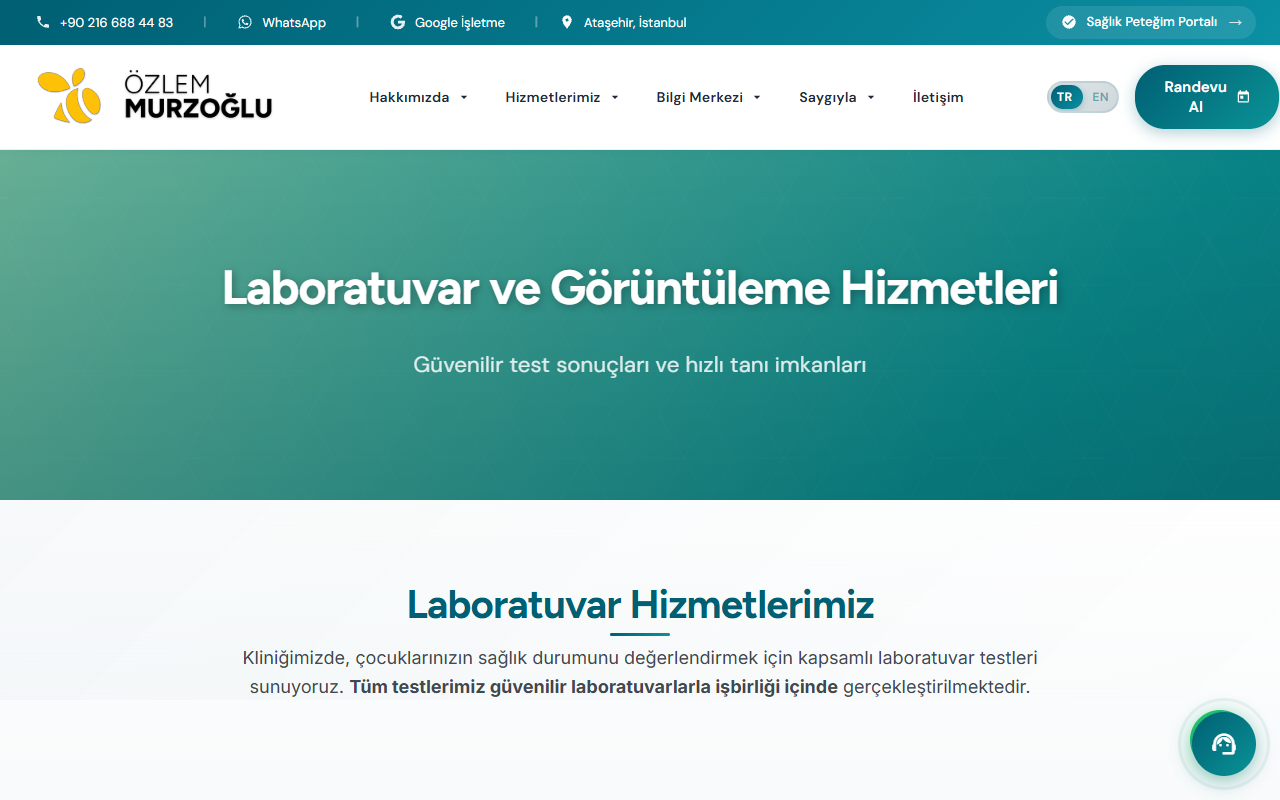 +90 216 688 44 83 | WhatsApp | Google İşletme | Ataşehir, İstanbul
Sağlık Peteğim Portalı →
ÖZLEM
MURZOĞLU
Hakkımızda
Hizmetlerimiz
Bilgi Merkezi
Saygıyla
İletişim
TR EN
Randevu
Al
Laboratuvar ve Görüntüleme Hizmetleri
Güvenilir test sonuçları ve hızlı tanı imkanları
Laboratuvar Hizmetlerimiz
Kliniğimizde, çocuklarınızın sağlık durumunu değerlendirmek için kapsamlı laboratuvar testleri
sunuyoruz. Tüm testlerimiz güvenilir laboratuvarlarla işbirliği içinde gerçekleştirilmektedir.